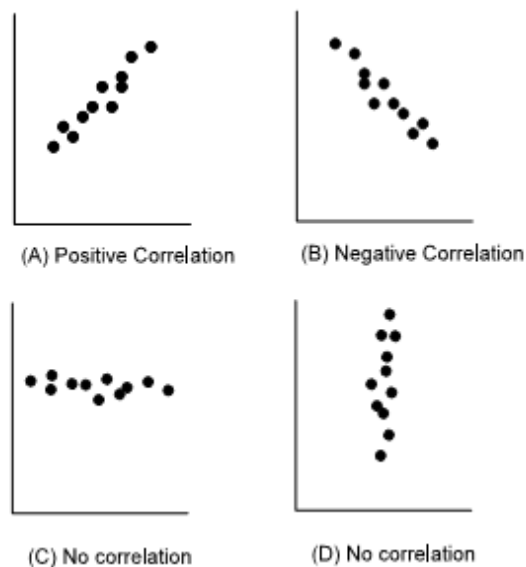 (A) Positive Correlation
(B) Negative Correlation
(C) No correlation
(D) No correlation